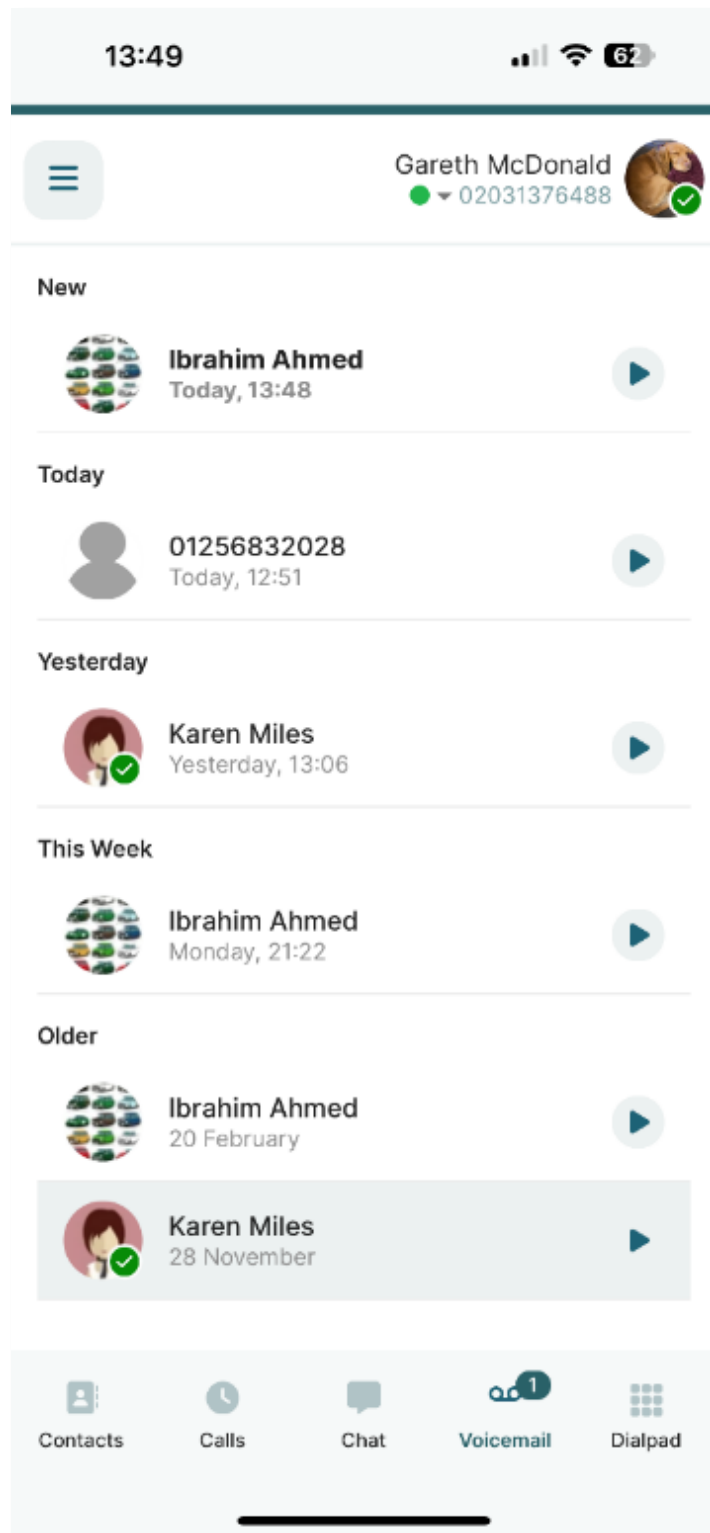 13:49
62
Gareth McDonald
02031376488
New
Ibrahim Ahmed
Today, 13:48
Today
01256832028
Today, 12:51
Yesterday
Karen Miles
Yesterday, 13:06
This Week
Ibrahim Ahmed
Monday, 21:22
Older
Ibrahim Ahmed
20 February
Karen Miles
28 November
1
Contacts Calls Chat Voicemail Dialpad